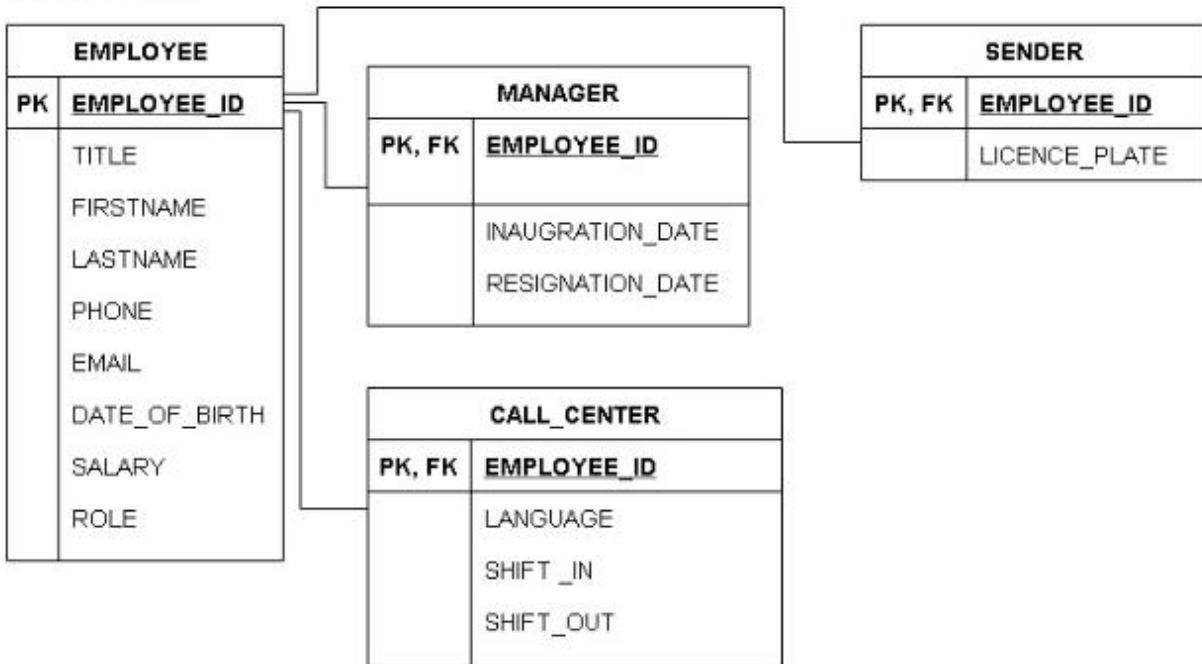 EMPLOYEE
PK EMPLOYEE_ID
TITLE
FIRSTNAME
LASTNAME
PHONE
EMAIL
DATE_OF_BIRTH
SALARY
ROLE
MANAGER
PK, FK EMPLOYEE_ID
INAUGRATION_DATE
RESIGNATION_DATE
CALL_CENTER
PK, FK EMPLOYEE_ID
LANGUAGE
SHIFT _IN
SHIFT_OUT
SENDER
PK, FK EMPLOYEE_ID
LICENCE_PLATE